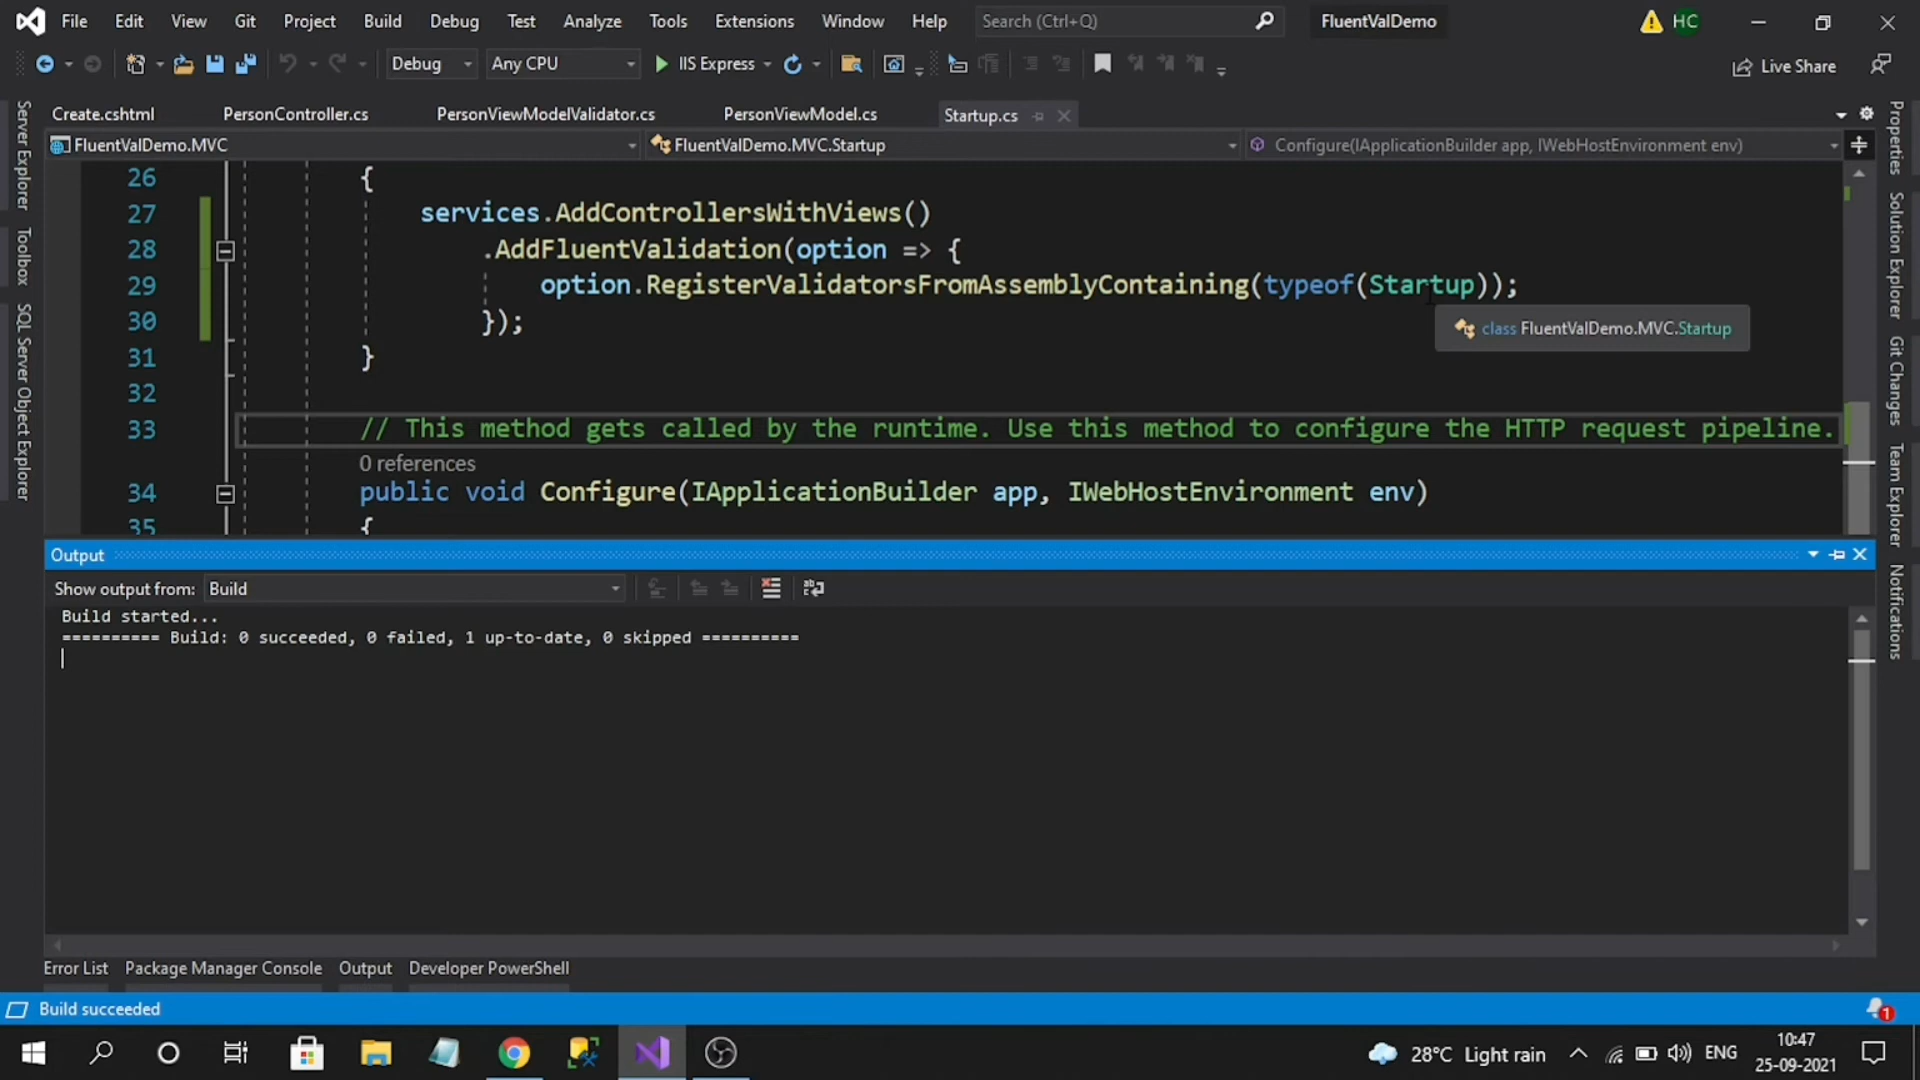 File Edit View Git Project Build Debug Test Analyze Tools Extensions Window Help Search (Ctrl+Q) FluentValDemo HC
Debug Any CPU IIS Express Live Share
Create.cshtml PersonController.cs PersonViewModelValidator.cs PersonViewModel.cs Startup.cs
FluentValDemo.MVC FluentValDemo.MVC.Startup Configure(IApplicationBuilder app, IWebHostEnvironment env)
Server Explorer
Toolbox
SQL Server Object Explorer
26 {
27 services.AddControllersWithViews()
28 .AddFluentValidation(option => {
29 option.RegisterValidatorsFromAssemblyContaining(typeof(Startup));
class FluentValDemo.MVC.Startup
30 });
31 }
32
33 // This method gets called by the runtime. Use this method to configure the HTTP request pipeline.
0 references
34 public void Configure(IApplicationBuilder app, IWebHostEnvironment env)
35 {
Properties
Solution Explorer
Git Changes
Team Explorer
Notifications
Output
Show output from: Build
Build started...
========== Build: 0 succeeded, 0 failed, 1 up-to-date, 0 skipped ==========
Error List Package Manager Console Output Developer PowerShell
Build succeeded 1
28°C Light rain ENG 10:47
25-09-2021